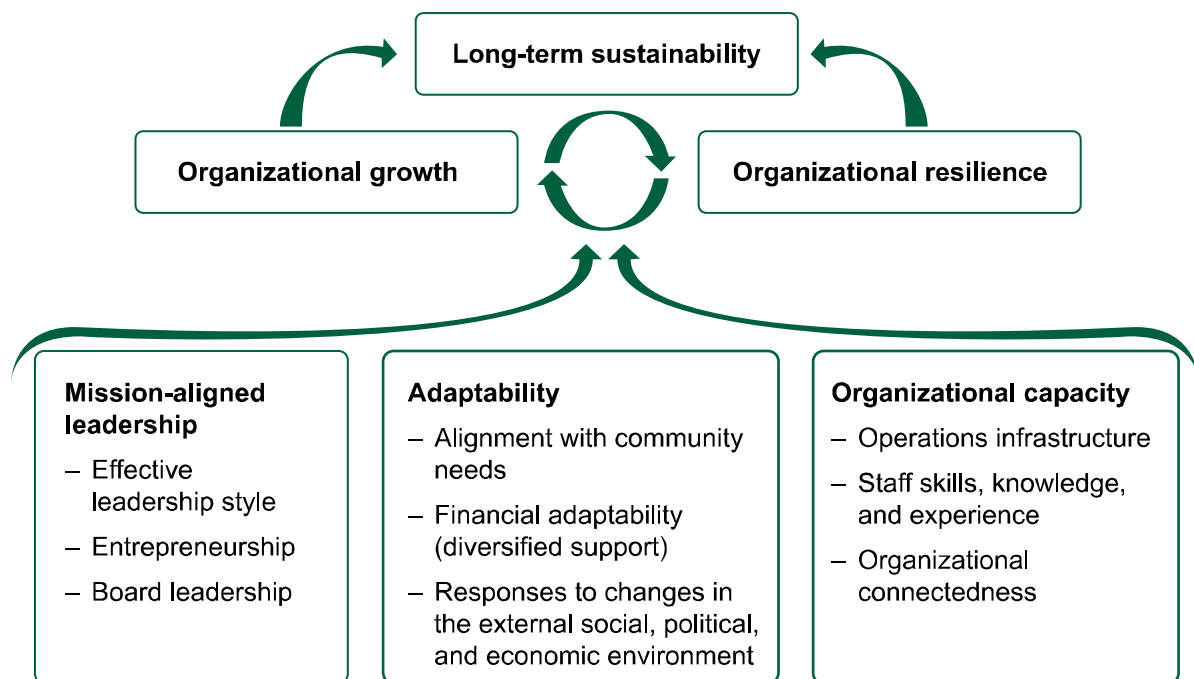 Long-term sustainability
Organizational growth
Organizational resilience
Mission-aligned
leadership
– Effective
leadership style
– Entrepreneurship
– Board leadership
Adaptability
– Alignment with community
needs
– Financial adaptability
(diversified support)
– Responses to changes in
the external social, political,
and economic environment
Organizational capacity
– Operations infrastructure
– Staff skills, knowledge,
and experience
– Organizational
connectedness